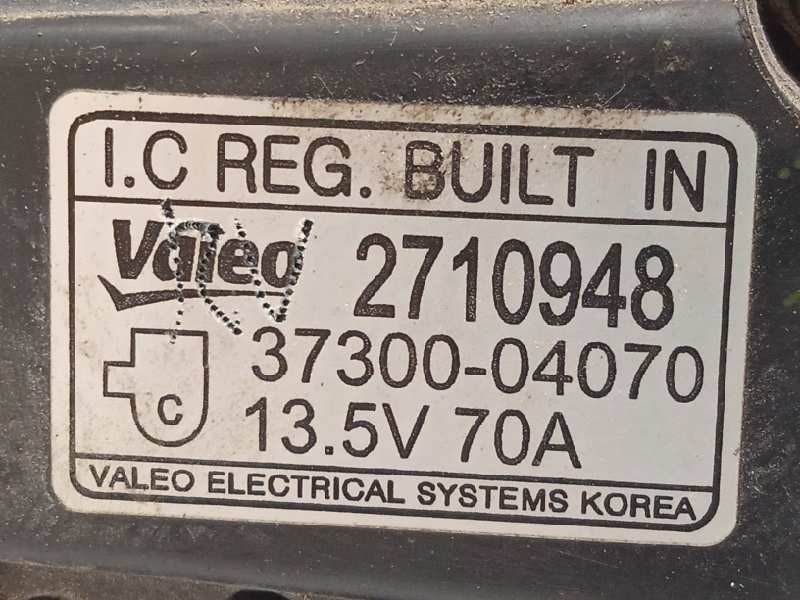 I.C REG. BUILT IN
Valeo 2710948
37300-04070
C
13.5V 70A
VALEO ELECTRICAL SYSTEMS KOREA